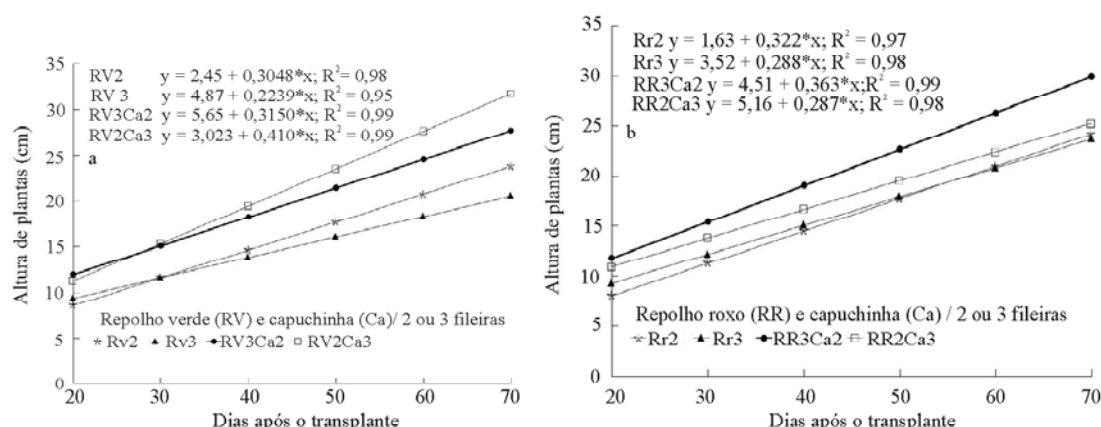 RV2 y = 2,45 + 0,3048*x; R² = 0,98
RV 3 y = 4,87 + 0,2239*x; R² = 0,95
RV3Ca2 y = 5,65 + 0,3150*x; R² = 0,99
RV2Ca3 y = 3,023 + 0,410*x; R² = 0,99
a
Altura de plantas (cm)
35
30
25
20
15
10
5
0
Repolho verde (RV) e capuchinha (Ca)/ 2 ou 3 fileiras
Rv2 Rv3 RV3Ca2 RV2Ca3
20 30 40 50 60 70
Dias após o transplante
Rr2 y = 1,63 + 0,322*x; R² = 0,97
Rr3 y = 3,52 + 0,288*x; R² = 0,98
RR3Ca2 y = 4,51 + 0,363*x;R² = 0,99
RR2Ca3 y = 5,16 + 0,287*x; R² = 0,98
b
Altura de plantas (cm)
35
30
25
20
15
10
5
0
Repolho roxo (RR) e capuchinha (Ca) / 2 ou 3 fileiras
Rr2 Rr3 RR3Ca2 RR2Ca3
20 30 40 50 60 70
Dias após o transplante